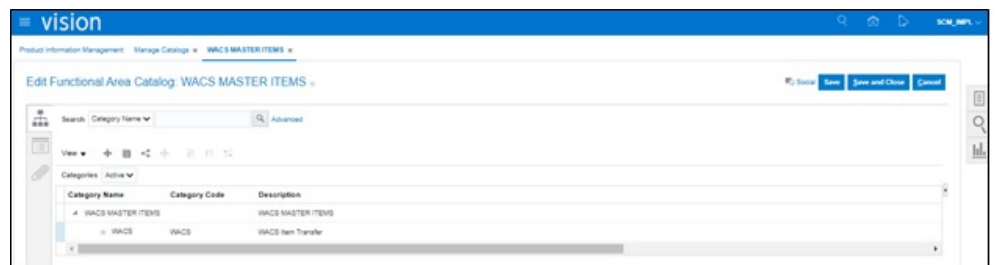 vision SCM_IMPL
Product Information Management Manage Catalogs x WACS MASTER ITEMS x
Edit Functional Area Catalog: WACS MASTER ITEMS
Social Save Save and Close Cancel
Search Category Name Advanced
View
Categories Active
Category Name Category Code Description
WACS MASTER ITEMS WACS MASTER ITEMS
WACS WACS WACS Item Transfer